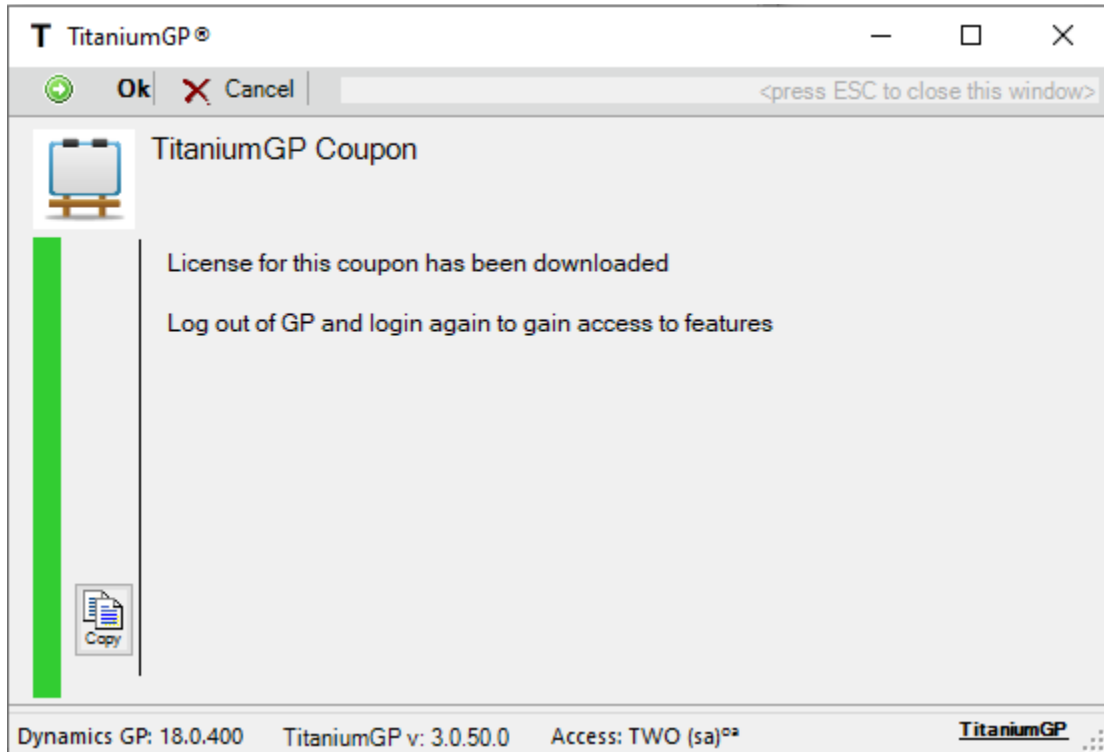 T TitaniumGP®
Ok Cancel <press ESC to close this window>
TitaniumGP Coupon
License for this coupon has been downloaded
Log out of GP and login again to gain access to features
Copy
Dynamics GP: 18.0.400 TitaniumGP v: 3.0.50.0 Access: TWO (sa)ᵒᵃ TitaniumGP